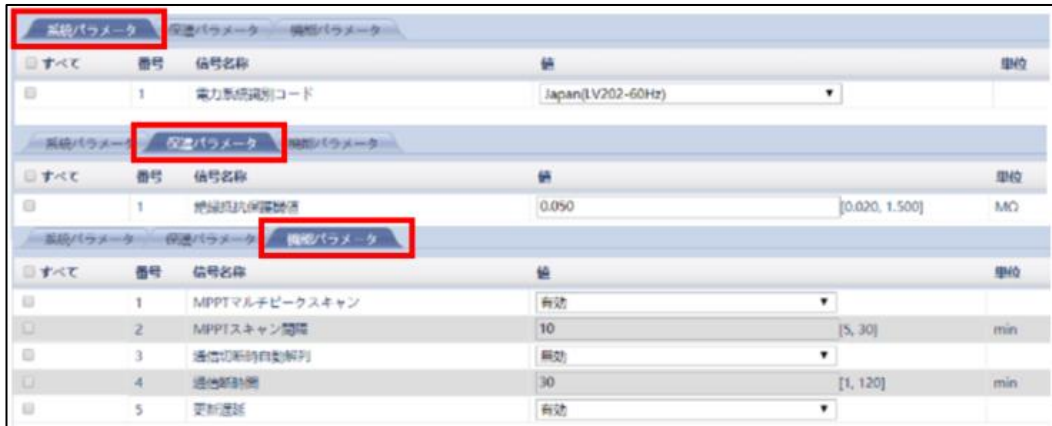 系統パラメータ 保護パラメータ 機能パラメータ
すべて 番号 信号名称 値 単位
1 電力系統識別コード Japan(LV202-60Hz)
系統パラメータ 保護パラメータ 機能パラメータ
すべて 番号 信号名称 値 単位
1 絶縁抵抗保護閾値 0.050 [0.020, 1.500] MΩ
系統パラメータ 保護パラメータ 機能パラメータ
すべて 番号 信号名称 値 単位
1 MPPTマルチピークスキャン 有効
2 MPPTスキャン間隔 10 [5, 30] min
3 通信切断時自動解列 無効
4 通信断時間 30 [1, 120] min
5 更新遅延 有効